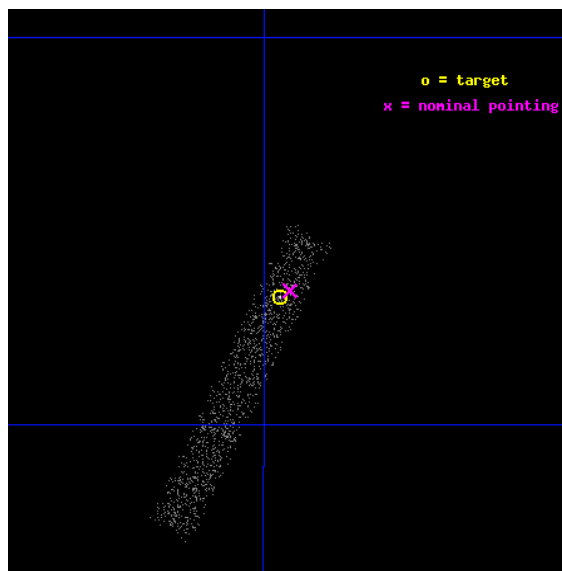 o = target
x = nominal pointing